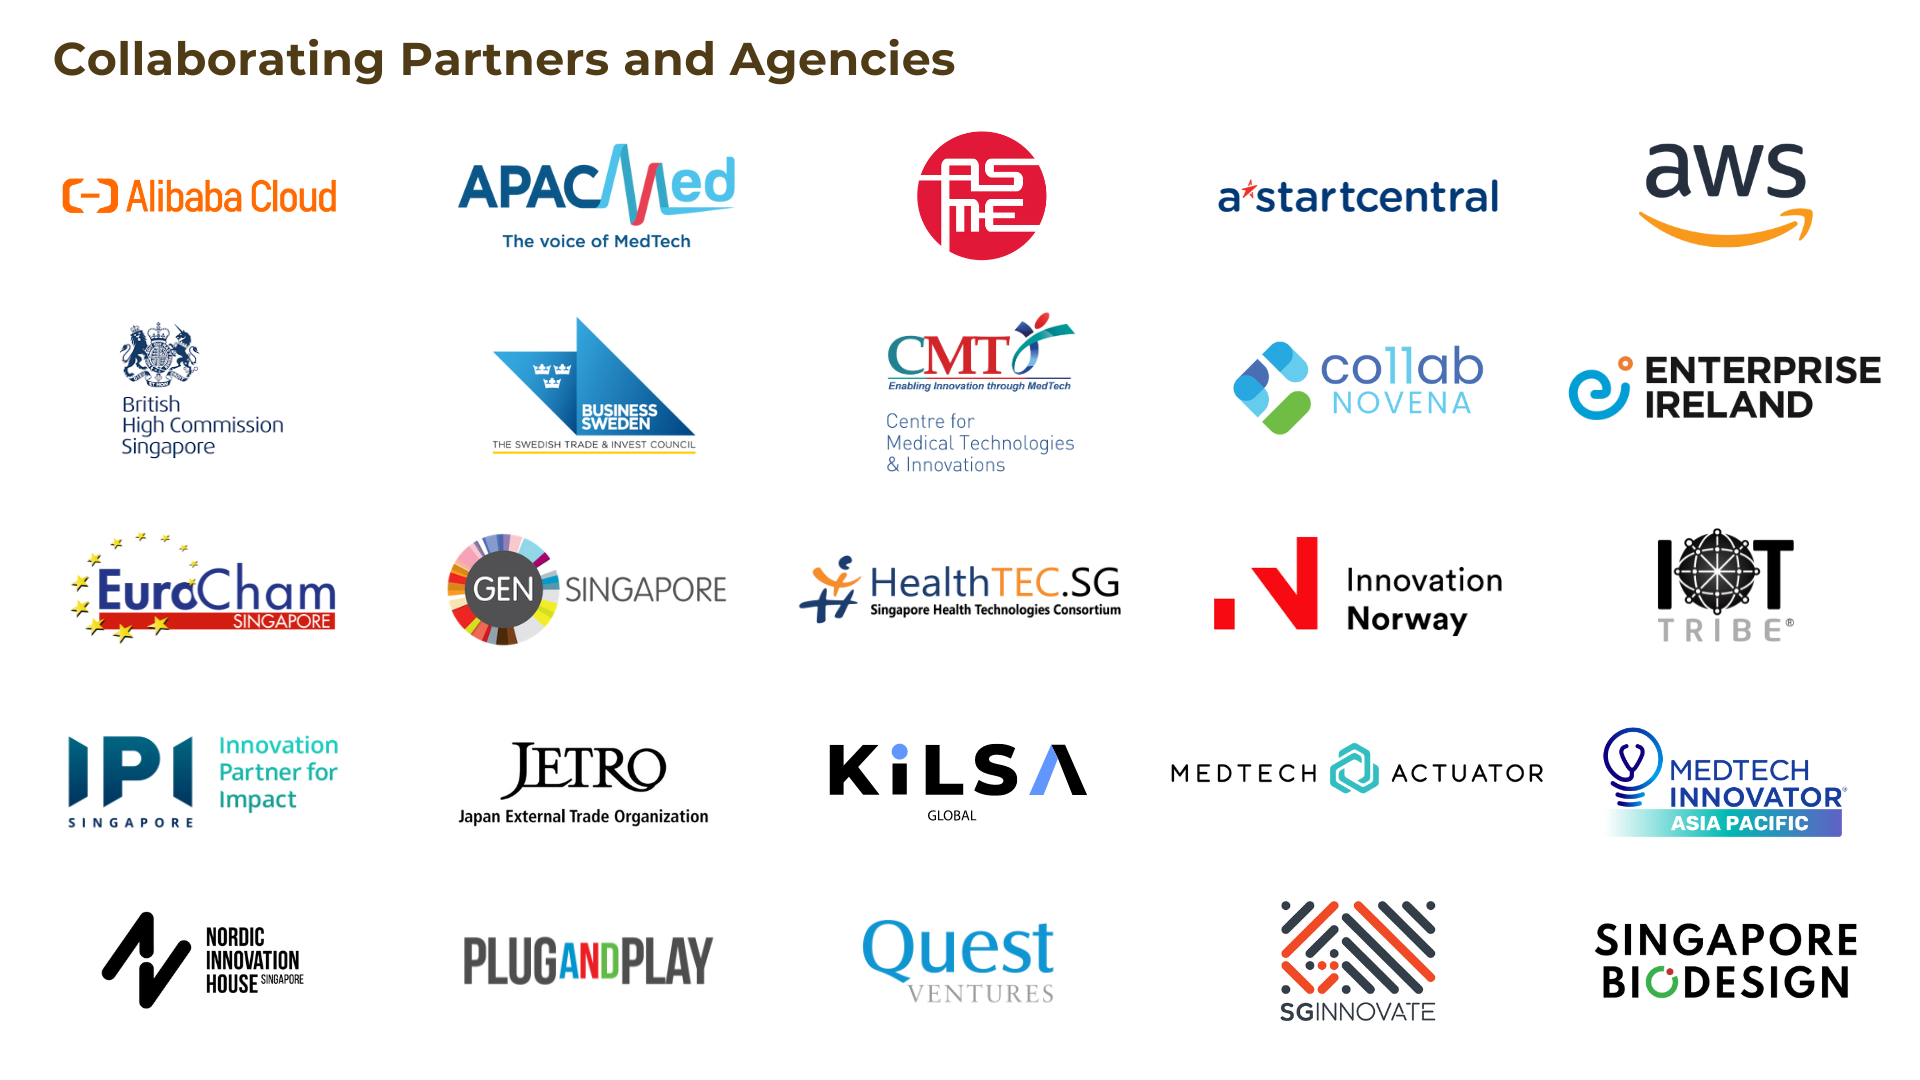 Collaborating Partners and Agencies
Alibaba Cloud
APACMed
The voice of MedTech
ASME
a*startcentral
aws
British
High Commission
Singapore
BUSINESS
SWEDEN
THE SWEDISH TRADE & INVEST COUNCIL
CMTi
Enabling Innovation through MedTech
Centre for
Medical Technologies
& Innovations
co11ab
NOVENA
ENTERPRISE
IRELAND
EuroCham
SINGAPORE
GEN SINGAPORE
HealthTEC.SG
Singapore Health Technologies Consortium
Innovation
Norway
IOT
TRIBE®
IPI
SINGAPORE
Innovation
Partner for
Impact
JETRO
Japan External Trade Organization
KiLSA
GLOBAL
MEDTECH ACTUATOR
MEDTECH
INNOVATOR®
ASIA PACIFIC
NORDIC
INNOVATION
HOUSE SINGAPORE
PLUGANDPLAY
Quest
VENTURES
SGINNOVATE
SINGAPORE
BIODESIGN